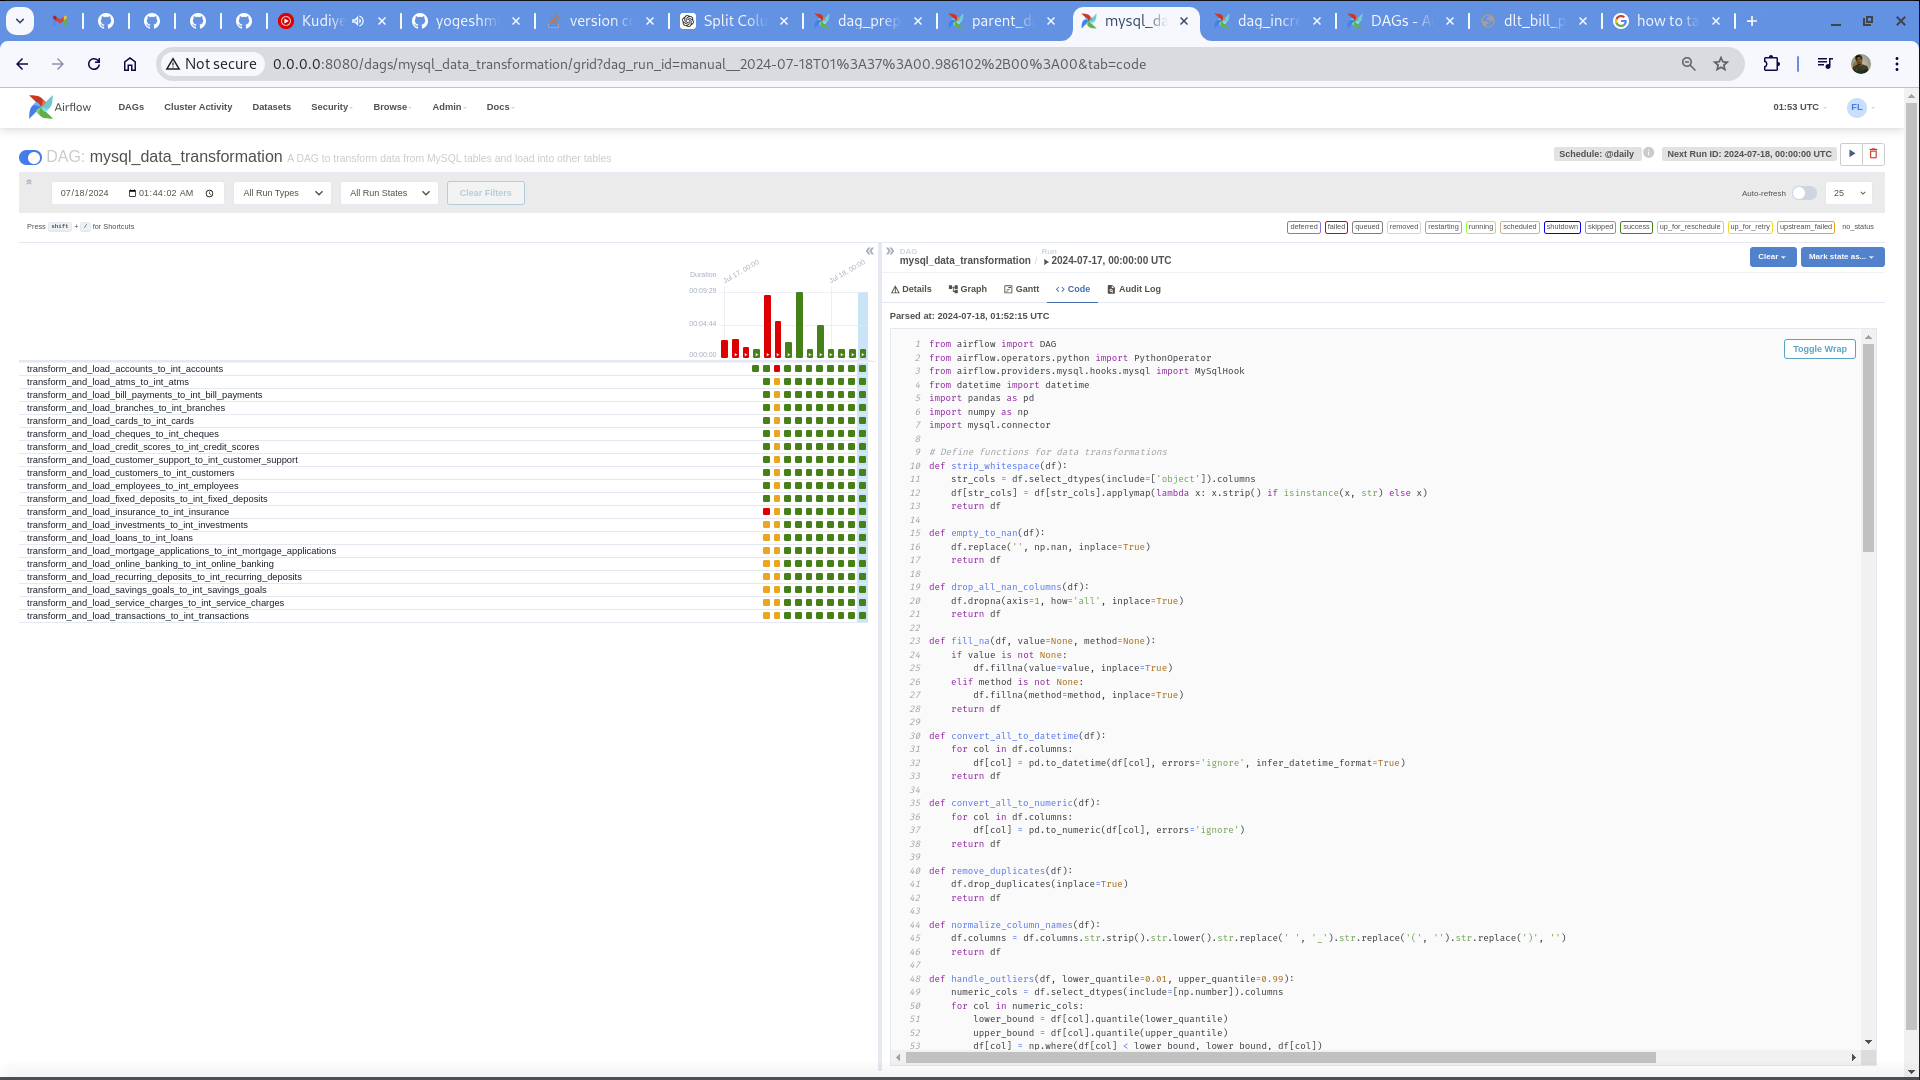 Kudiye
yogeshm
version c
Split Colu
dag_prep
parent_d
mysql_da
dag_incr
DAGs - A
dlt_bill_p
how to ta
Not secure
0.0.0.0:8080/dags/mysql_data_transformation/grid?dag_run_id=manual__2024-07-18T01%3A37%3A00.986102%2B00%3A00&tab=code
Airflow
DAGs
Cluster Activity
Datasets
Security
Browse
Admin
Docs
01:53 UTC
FL
DAG: mysql_data_transformation A DAG to transform data from MySQL tables and load into other tables
Schedule: @daily
Next Run ID: 2024-07-18, 00:00:00 UTC
07/18/2024 01:44:02 AM
All Run Types
All Run States
Clear Filters
Auto-refresh
25
Press shift + / for Shortcuts
deferred failed queued removed restarting running scheduled shutdown skipped success up_for_reschedule up_for_retry upstream_failed no_status
Duration
Jul 17, 00:00
Jul 18, 00:00
00:09:29
00:04:44
00:00:00
transform_and_load_accounts_to_int_accounts
transform_and_load_atms_to_int_atms
transform_and_load_bill_payments_to_int_bill_payments
transform_and_load_branches_to_int_branches
transform_and_load_cards_to_int_cards
transform_and_load_cheques_to_int_cheques
transform_and_load_credit_scores_to_int_credit_scores
transform_and_load_customer_support_to_int_customer_support
transform_and_load_customers_to_int_customers
transform_and_load_employees_to_int_employees
transform_and_load_fixed_deposits_to_int_fixed_deposits
transform_and_load_insurance_to_int_insurance
transform_and_load_investments_to_int_investments
transform_and_load_loans_to_int_loans
transform_and_load_mortgage_applications_to_int_mortgage_applications
transform_and_load_online_banking_to_int_online_banking
transform_and_load_recurring_deposits_to_int_recurring_deposits
transform_and_load_savings_goals_to_int_savings_goals
transform_and_load_service_charges_to_int_service_charges
transform_and_load_transactions_to_int_transactions
DAG
mysql_data_transformation
/
Run
2024-07-17, 00:00:00 UTC
Clear
Mark state as...
Details
Graph
Gantt
Code
Audit Log
Parsed at: 2024-07-18, 01:52:15 UTC
Toggle Wrap
1 from airflow import DAG
2 from airflow.operators.python import PythonOperator
3 from airflow.providers.mysql.hooks.mysql import MySqlHook
4 from datetime import datetime
5 import pandas as pd
6 import numpy as np
7 import mysql.connector
8
9 # Define functions for data transformations
10 def strip_whitespace(df):
11 str_cols = df.select_dtypes(include=['object']).columns
12 df[str_cols] = df[str_cols].applymap(lambda x: x.strip() if isinstance(x, str) else x)
13 return df
14
15 def empty_to_nan(df):
16 df.replace('', np.nan, inplace=True)
17 return df
18
19 def drop_all_nan_columns(df):
20 df.dropna(axis=1, how='all', inplace=True)
21 return df
22
23 def fill_na(df, value=None, method=None):
24 if value is not None:
25 df.fillna(value=value, inplace=True)
26 elif method is not None:
27 df.fillna(method=method, inplace=True)
28 return df
29
30 def convert_all_to_datetime(df):
31 for col in df.columns:
32 df[col] = pd.to_datetime(df[col], errors='ignore', infer_datetime_format=True)
33 return df
34
35 def convert_all_to_numeric(df):
36 for col in df.columns:
37 df[col] = pd.to_numeric(df[col], errors='ignore')
38 return df
39
40 def remove_duplicates(df):
41 df.drop_duplicates(inplace=True)
42 return df
43
44 def normalize_column_names(df):
45 df.columns = df.columns.str.strip().str.lower().str.replace(' ', '_').str.replace('(', '').str.replace(')', '')
46 return df
47
48 def handle_outliers(df, lower_quantile=0.01, upper_quantile=0.99):
49 numeric_cols = df.select_dtypes(include=[np.number]).columns
50 for col in numeric_cols:
51 lower_bound = df[col].quantile(lower_quantile)
52 upper_bound = df[col].quantile(upper_quantile)
53 df[col] = np.where(df[col] < lower_bound, lower_bound, df[col])